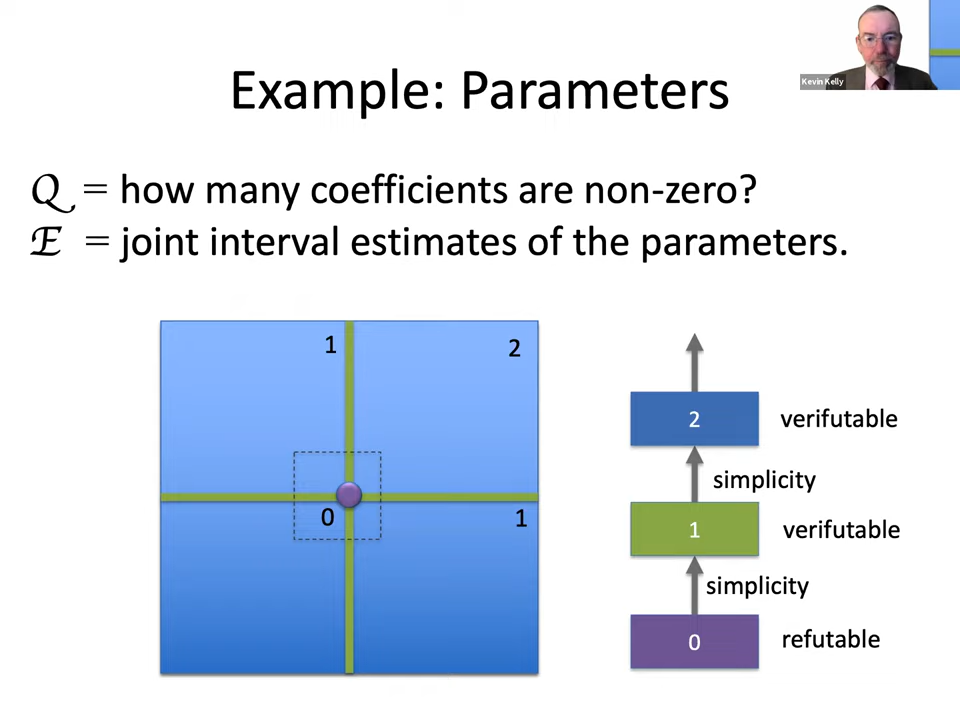 Kevin Kelly
Example: Parameters
Q = how many coefficients are non-zero?
E = joint interval estimates of the parameters.
1
2
0
1
2
verifutable
simplicity
1
verifutable
simplicity
0
refutable